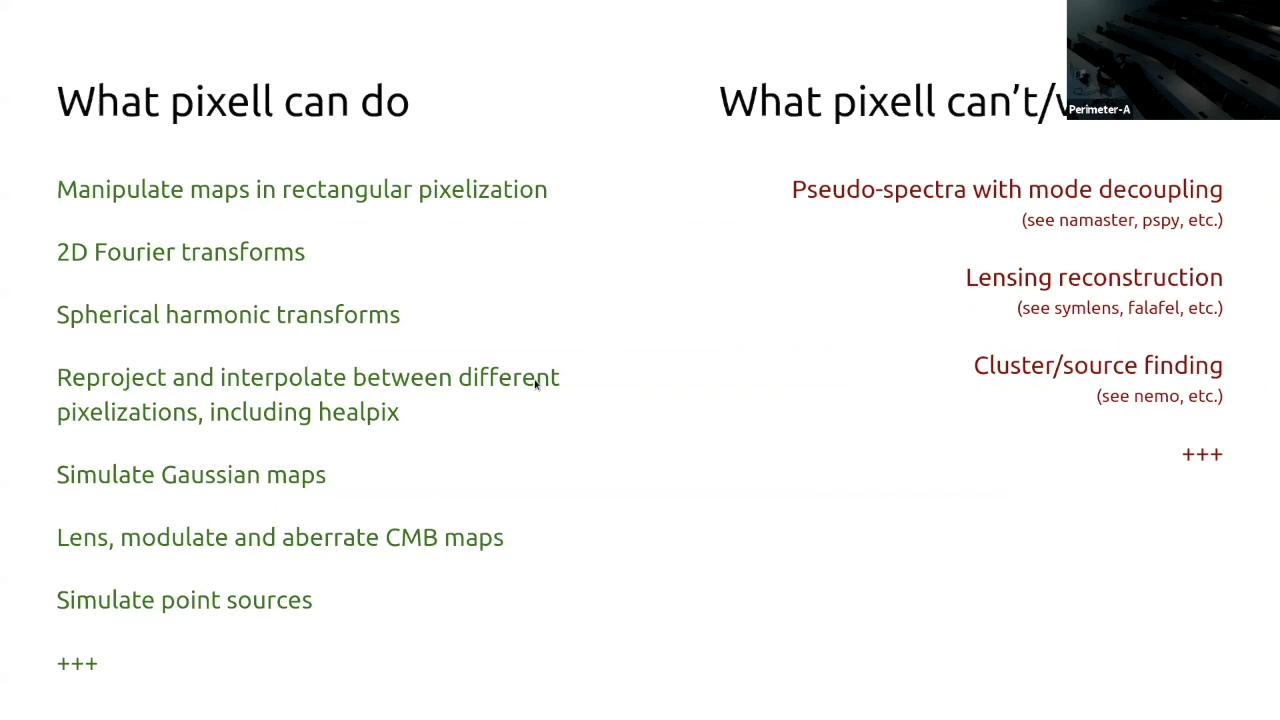 What pixell can do
Manipulate maps in rectangular pixelization
2D Fourier transforms
Spherical harmonic transforms
Reproject and interpolate between different
pixelizations, including healpix
Simulate Gaussian maps
Lens, modulate and aberrate CMB maps
Simulate point sources
+++
What pixell can’t/
Perimeter-A
Pseudo-spectra with mode decoupling
(see namaster, pspy, etc.)
Lensing reconstruction
(see symlens, falafel, etc.)
Cluster/source finding
(see nemo, etc.)
+++